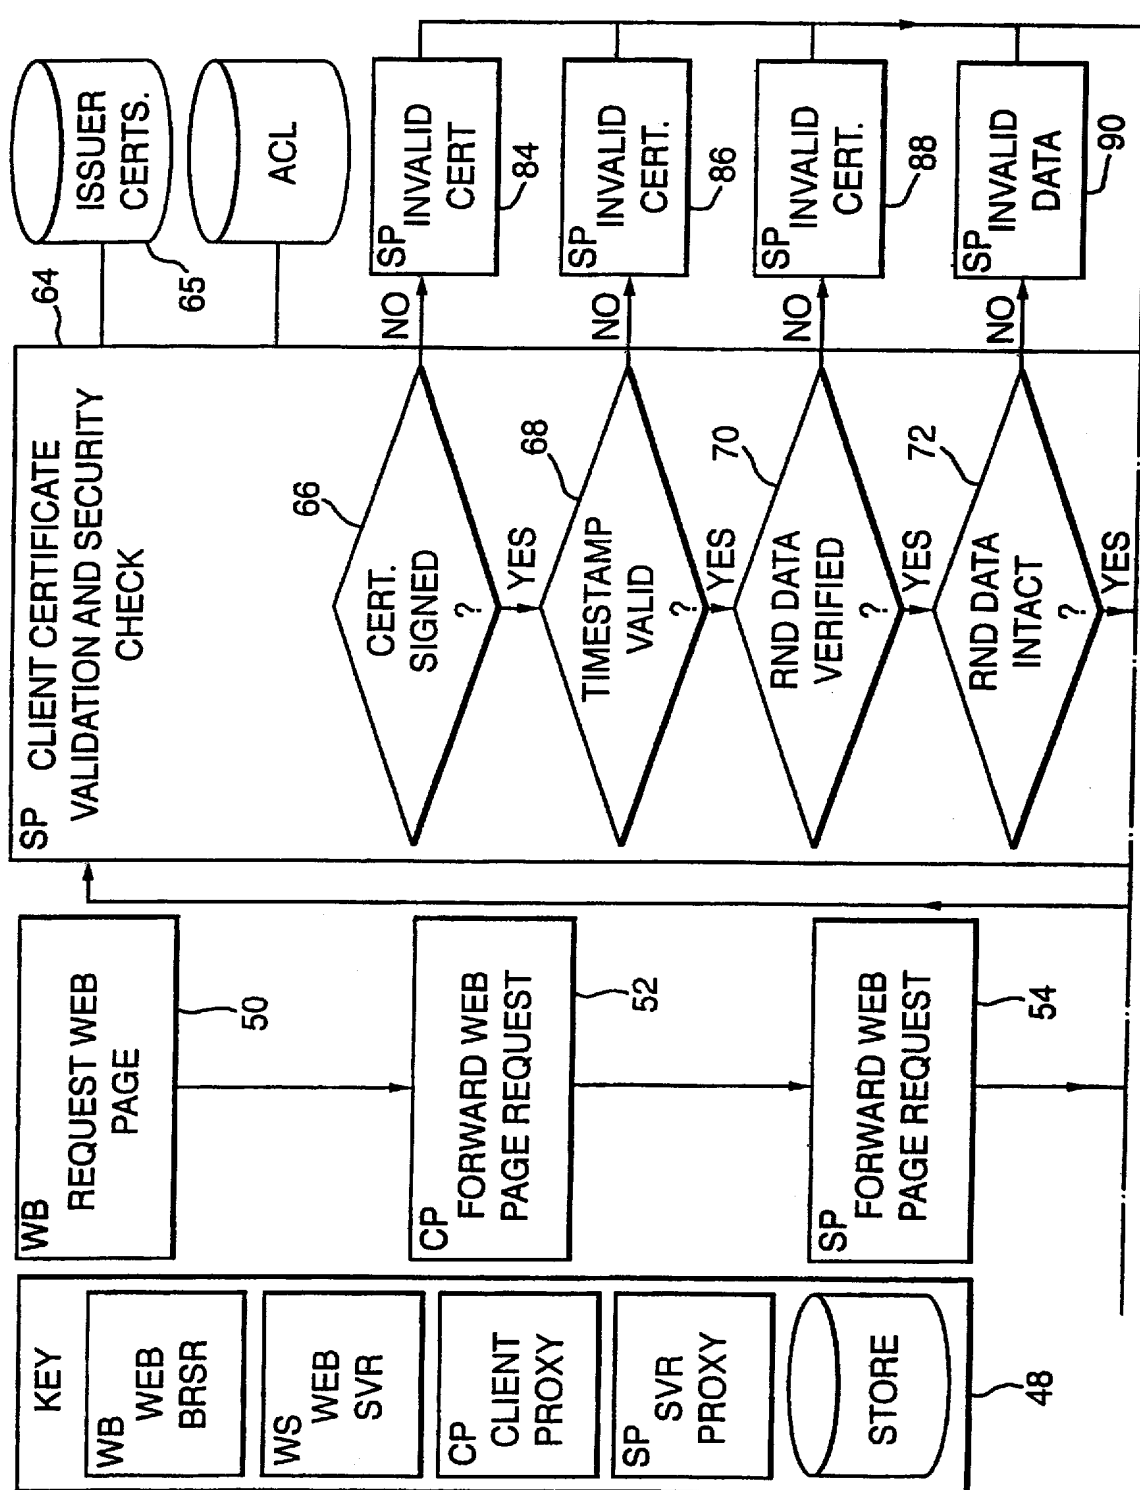 KEY
WB
WEB
BRSR
WS
WEB
SVR
CP
CLIENT
PROXY
SP
SVR
PROXY
STORE
48
WB
REQUEST WEB
PAGE
50
CP
FORWARD WEB
PAGE REQUEST
52
SP
FORWARD WEB
PAGE REQUEST
54
SP CLIENT CERTIFICATE
VALIDATION AND SECURITY
CHECK
64
ISSUER
CERTS.
65
ACL
CERT.
SIGNED
?
66
NO
YES
SP
INVALID
CERT
84
TIMESTAMP
VALID
?
68
NO
YES
SP
INVALID
CERT.
86
RND DATA
VERIFIED
?
70
NO
YES
SP
INVALID
CERT.
88
RND DATA
INTACT
?
72
NO
YES
SP
INVALID
DATA
90